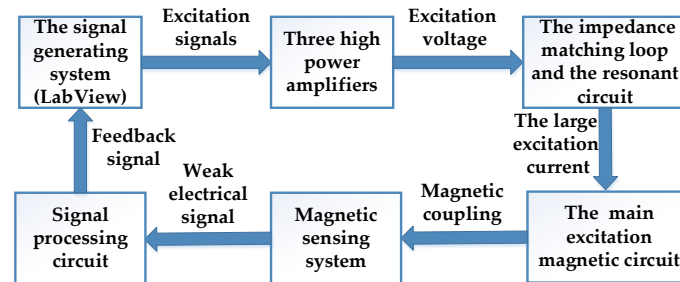 The signal
generating
system
(LabView)
Excitation
signals
Three high
power
amplifiers
Excitation
voltage
The impedance
matching loop
and the resonant
circuit
The large
excitation
current
The main
excitation
magnetic circuit
Magnetic
coupling
Magnetic
sensing
system
Weak
electrical
signal
Signal
processing
circuit
Feedback
signal